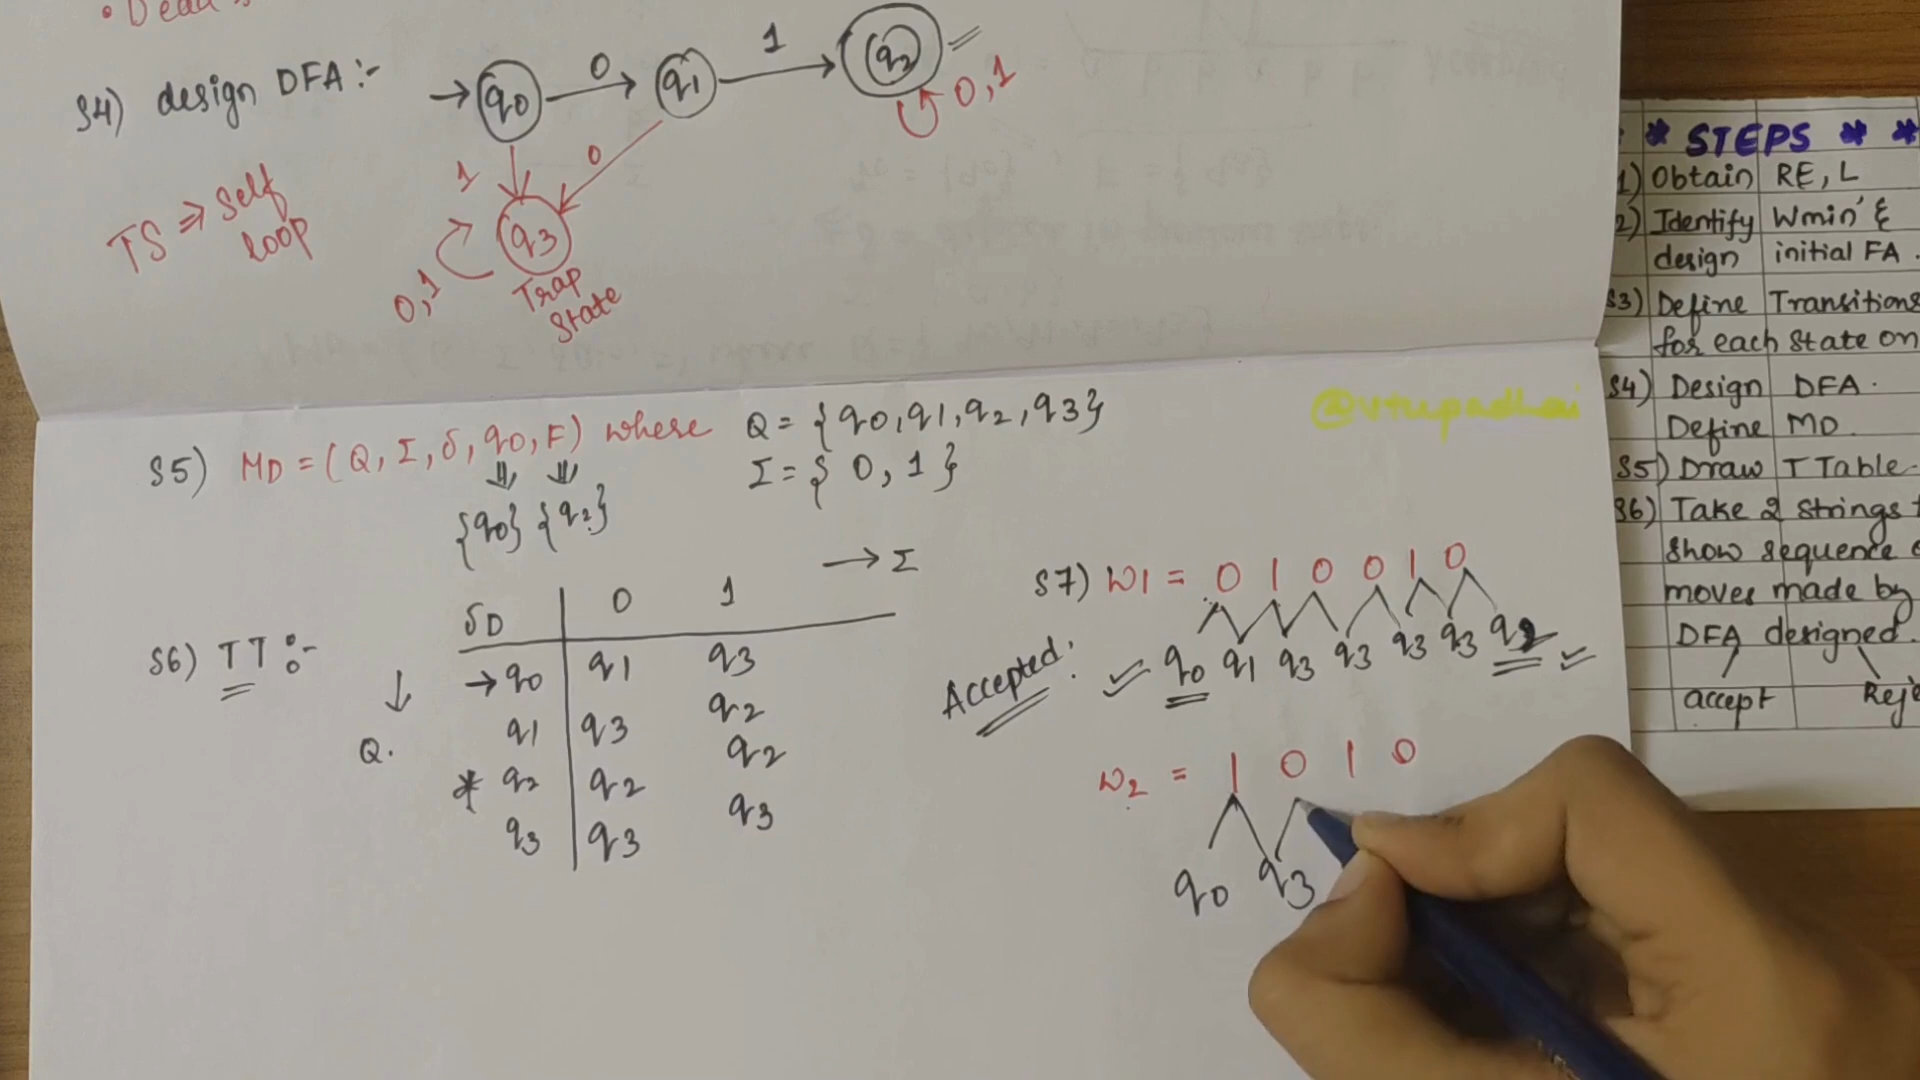 • Dead
S4) design DFA :-
→ q0 0 q1 1 q2
0,1
1 0
TS ⇒ Self loop
q3
0,1
Trap State
S5) MD = (Q, Σ, δ, q0, F) where Q = {q0, q1, q2, q3}
{q0} {q2}
Σ = { 0, 1 }
@vtupadhai
S6) TT :-
→ Σ
↓ Q.
δD 0 1
→ q0 q1 q3
q1 q3 q2
* q2 q2 q2
q3 q3 q3
S7) W1 = 0 1 0 0 1 0
Accepted.
q0 q1 q3 q3 q3 q3 q2
W2 = 1 0 1 0
q0 q3
* STEPS * *
1) Obtain RE, L
2) Identify Wmin' &
design initial FA.
S3) Define Transitions
for each State on
S4) Design DFA.
Define MD.
S5) Draw T Table.
S6) Take 2 Strings
show sequence
moves made by
DFA designed.
accept Reje